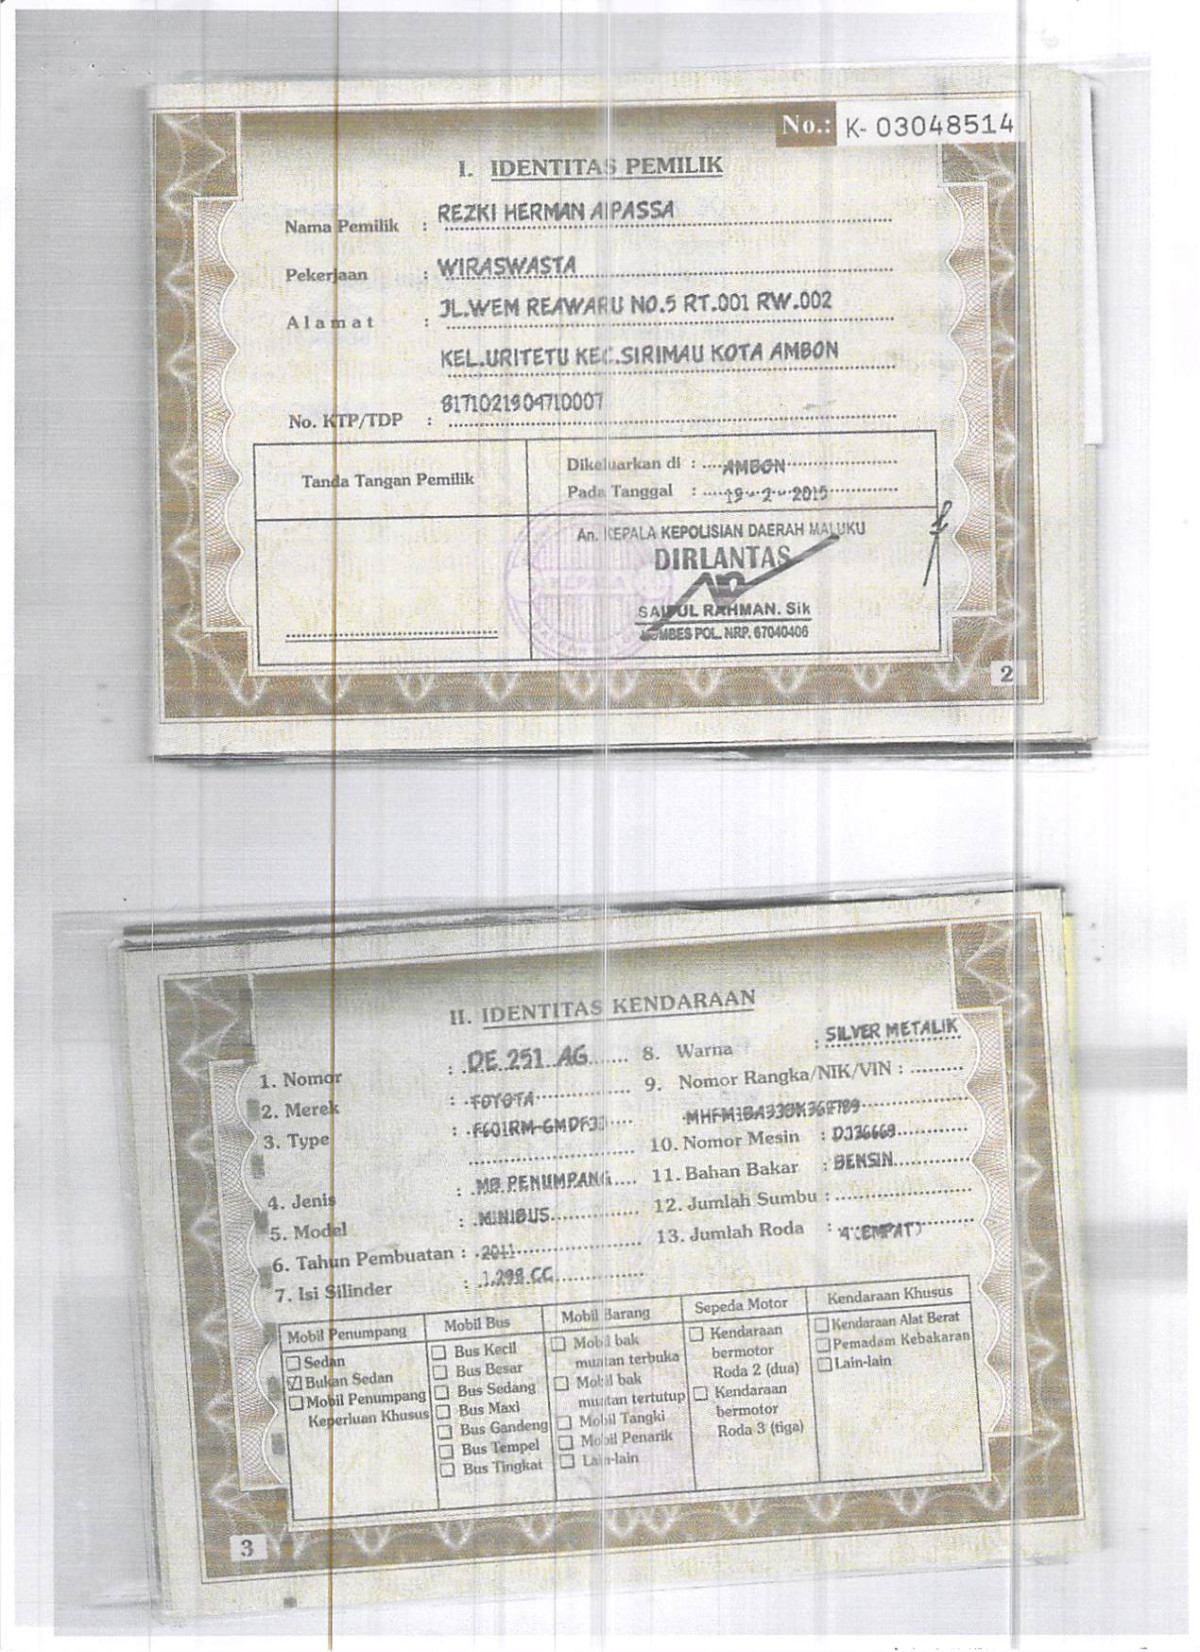 No.: K- 03048514
I. IDENTITAS PEMILIK
Nama Pemilik : REZKI HERMAN AIPASSA
Pekerjaan : WIRASWASTA
Alamat : JL.WEM REAWARU NO.5 RT.001 RW.002
KEL.URITETU KEC.SIRIMAU KOTA AMBON
No. KTP/TDP : 8171021904710007
Tanda Tangan Pemilik
Dikeluarkan di : AMBON
Pada Tanggal : 19-2-2015
An. KEPALA KEPOLISIAN DAERAH MALUKU
DIRLANTAS
SAIFUL RAHMAN. Sik
KOMBES POL. NRP. 67040406
KEPALA
2
II. IDENTITAS KENDARAAN
1. Nomor : DE 251 AG
2. Merek : TOYOTA
3. Type :
4. Jenis : MB.PENUMPANG
5. Model : MINIBUS
6. Tahun Pembuatan : 2011
7. Isi Silinder : 1.298 CC
8. Warna : SILVER METALIK
9. Nomor Rangka/NIK/VIN :
10. Nomor Mesin : DJ36669
11. Bahan Bakar : BENSIN
12. Jumlah Sumbu :
13. Jumlah Roda : 4 (EMPAT)
Mobil Penumpang
Sedan
Bukan Sedan
Mobil Penumpang
Keperluan Khusus
Mobil Bus
Bus Kecil
Bus Besar
Bus Sedang
Bus Maxi
Bus Gandeng
Bus Tempel
Bus Tingkat
Mobil Barang
Mobil bak
muatan terbuka
Mobil bak
muatan tertutup
Mobil Tangki
Mobil Penarik
Lain-lain
Sepeda Motor
Kendaraan
bermotor
Roda 2 (dua)
Kendaraan
bermotor
Roda 3 (tiga)
Kendaraan Khusus
Kendaraan Alat Berat
Pemadam Kebakaran
Lain-lain
3